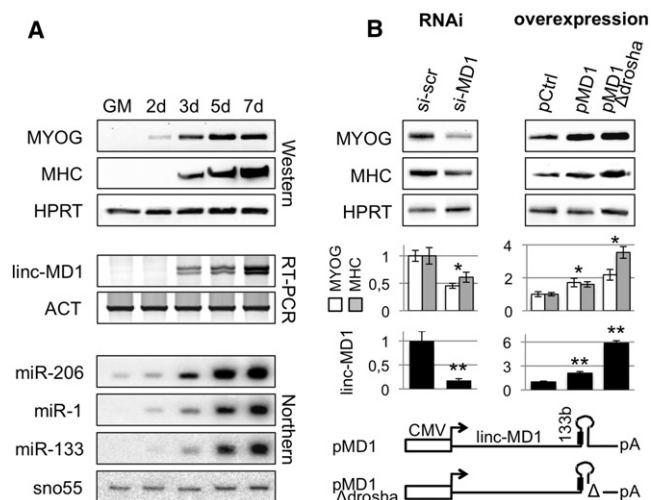 A
GM 2d 3d 5d 7d
MYOG
MHC
HPRT
Western
linc-MD1
ACT
RT-PCR
miR-206
miR-1
miR-133
sno55
Northern
B
RNAi
overexpression
si-scr
si-MD1
pCtrl
pMD1
pMD1
Δdrosha
MYOG
MHC
HPRT
MYOG
MHC
1
0,5
0
*
4
2
0
*
*
linc-MD1
1
0,5
0
**
6
3
0
**
**
pMD1
CMV
linc-MD1
133b
pA
pMD1
Δdrosha
Δ
pA